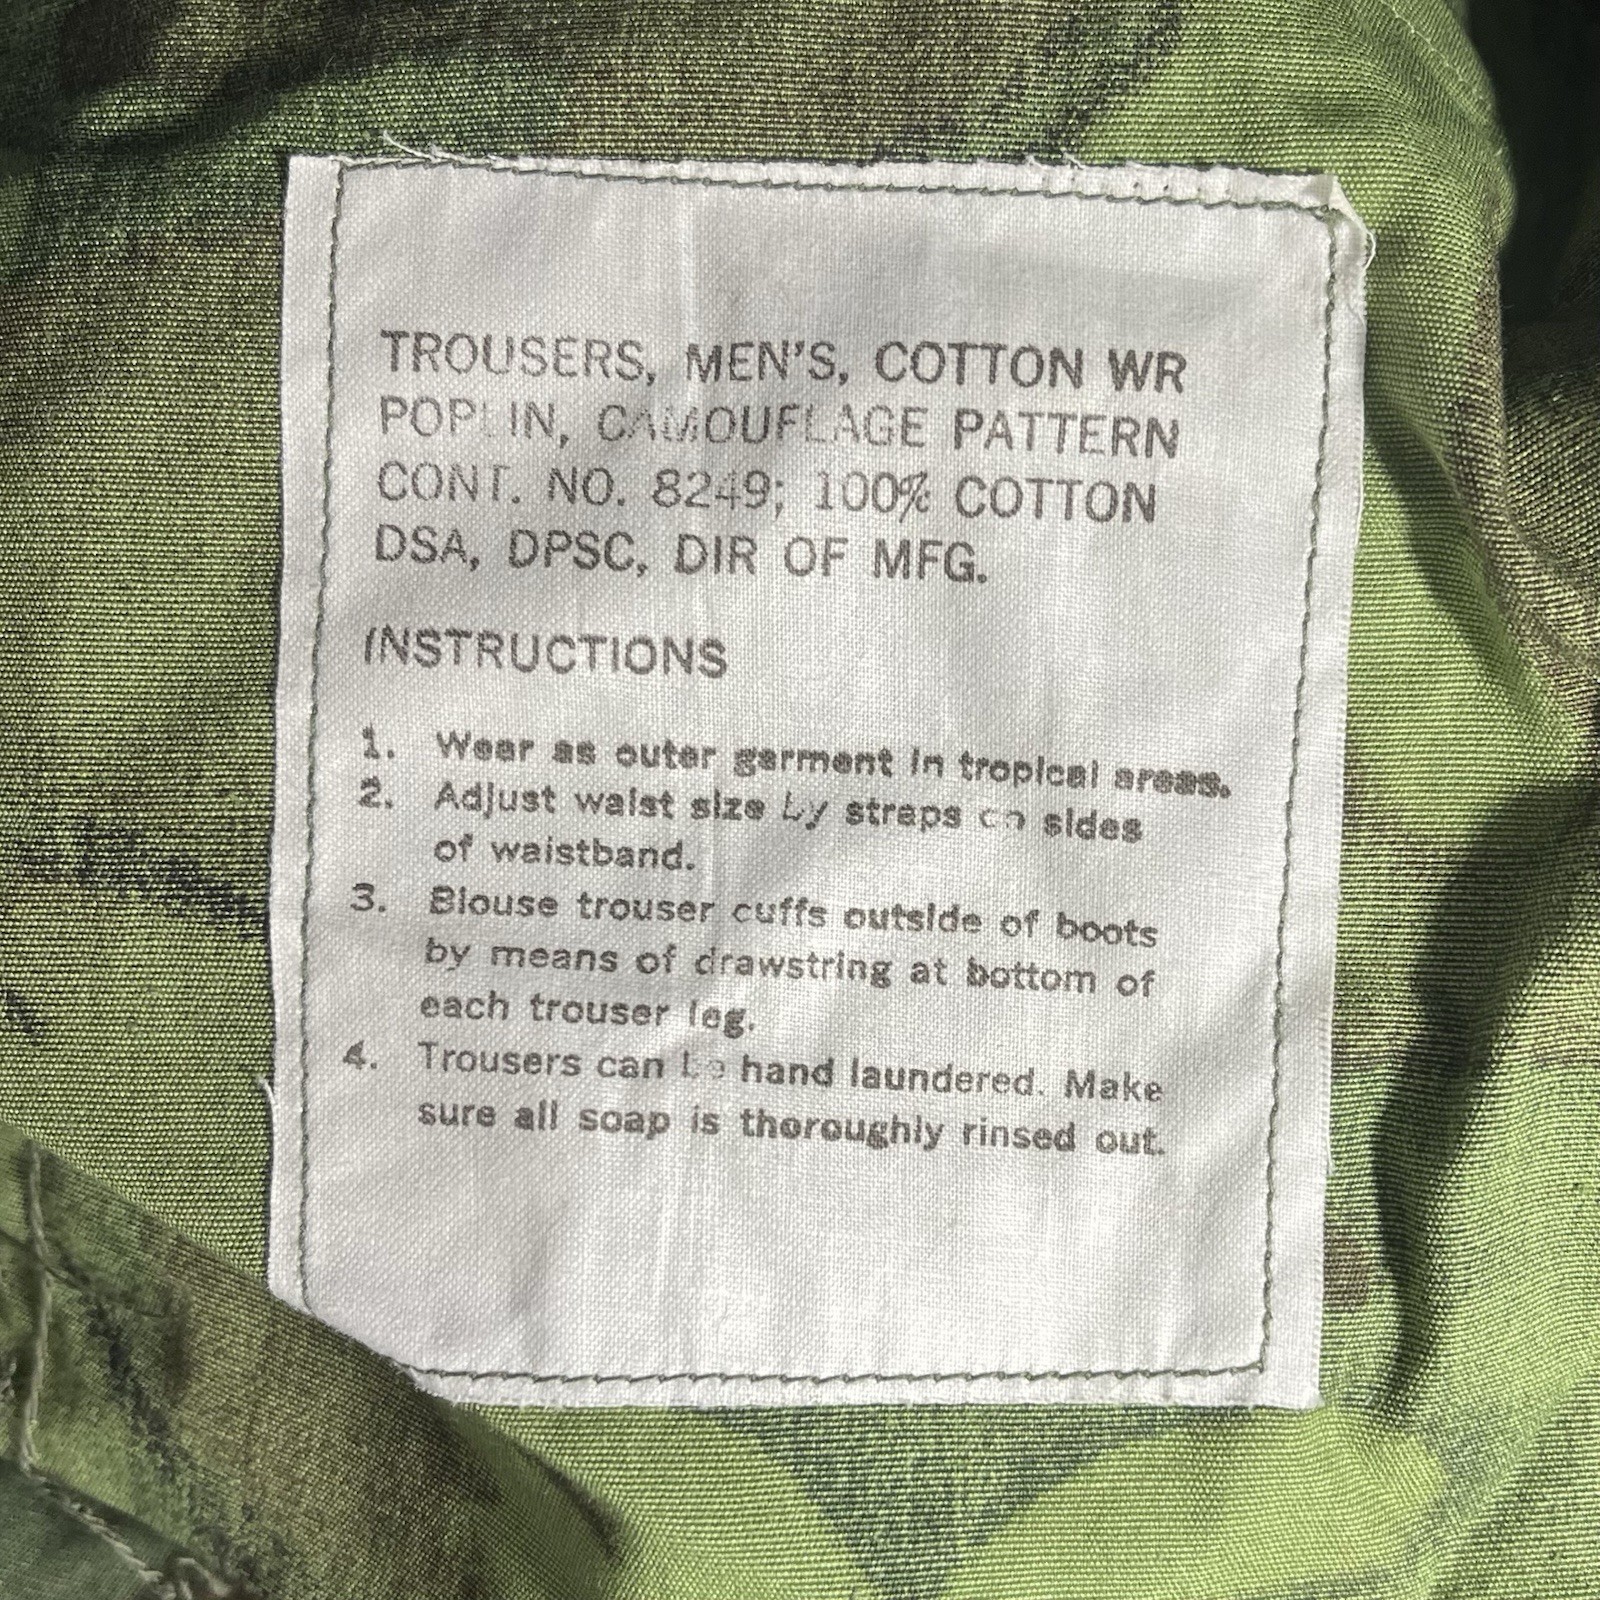 TROUSERS, MEN'S, COTTON WR
POPLIN, CAMOUFLAGE PATTERN
CONT. NO. 8249; 100% COTTON
DSA, DPSC, DIR OF MFG.
INSTRUCTIONS
1. Wear as outer garment in tropical areas.
2. Adjust waist size by straps on sides
of waistband.
3. Blouse trouser cuffs outside of boots
by means of drawstring at bottom of
each trouser leg.
4. Trousers can be hand laundered. Make
sure all soap is thoroughly rinsed out.